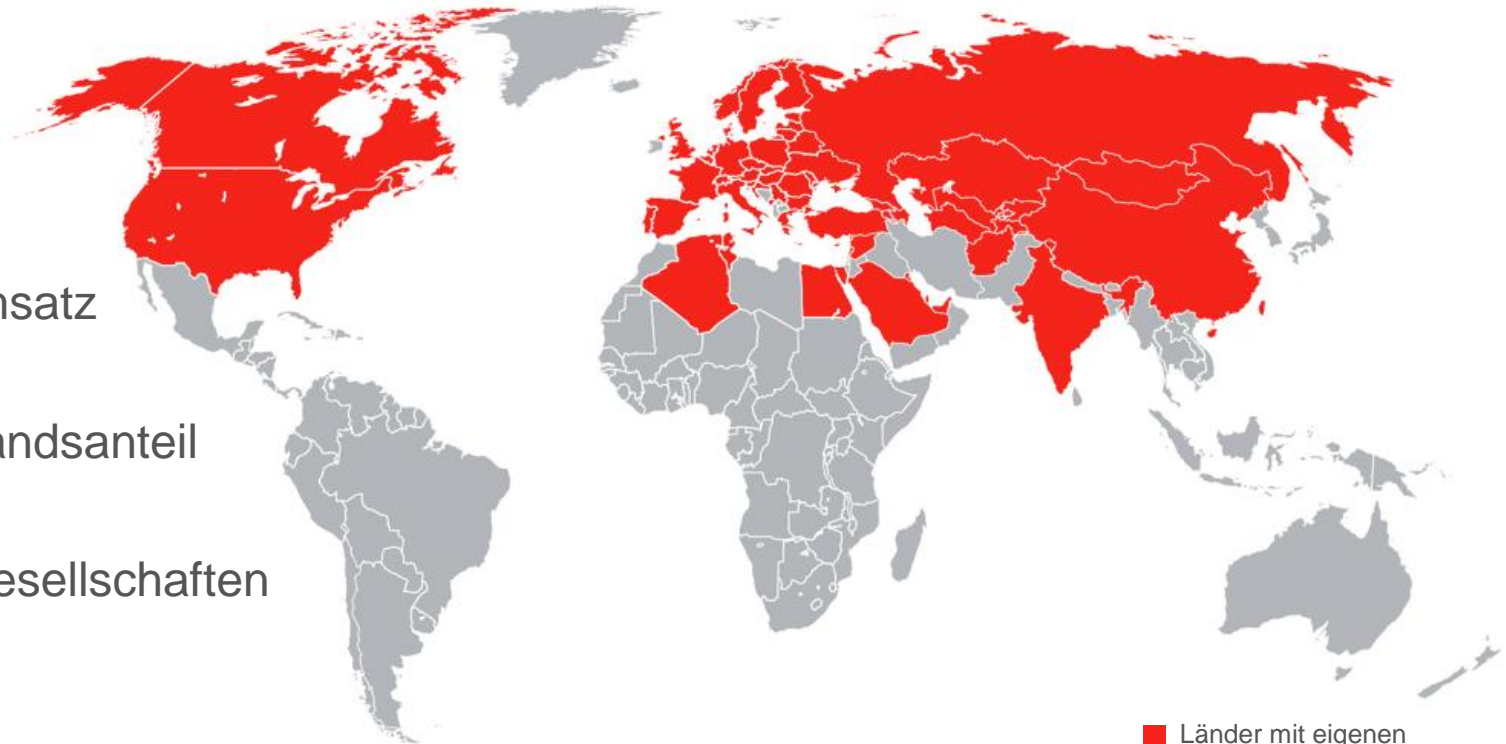 nsatz
andsanteil
esellschaften
Länder mit eigenen